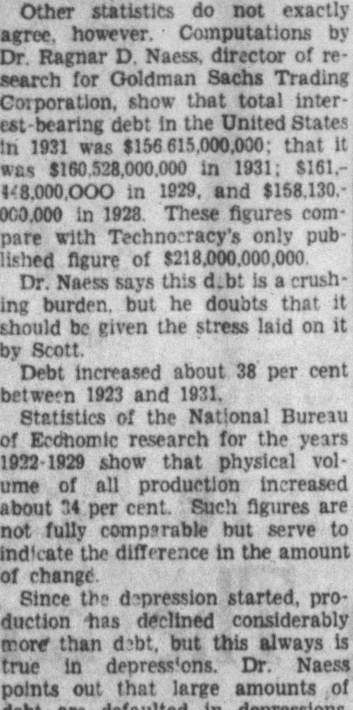 Other statistics do not exactly
agree, however. Computations by
Dr. Ragnar D. Naess, director of re-
search for Goldman Sachs Trading
Corporation, show that total inter-
est-bearing debt in the United States
in 1931 was $156 615,000,000; that it
was $160,528,000,000 in 1931; $161,-
448,000,000 in 1929, and $158,130,-
000,000 in 1928. These figures com-
pare with Technocracy's only pub-
lished figure of $218,000,000,000.
Dr. Naess says this debt is a crush-
ing burden, but he doubts that it
should be given the stress laid on it
by Scott.
Debt increased about 38 per cent
between 1923 and 1931.
Statistics of the National Bureau
of Economic research for the years
1922-1929 show that physical vol-
ume of all production increased
about 34 per cent. Such figures are
not fully comparable but serve to
indicate the difference in the amount
of change.
Since the depression started, pro-
duction has declined considerably
more than debt, but this always is
true in depressions. Dr. Naess
points out that large amounts of
debt are defaulted in depressions,